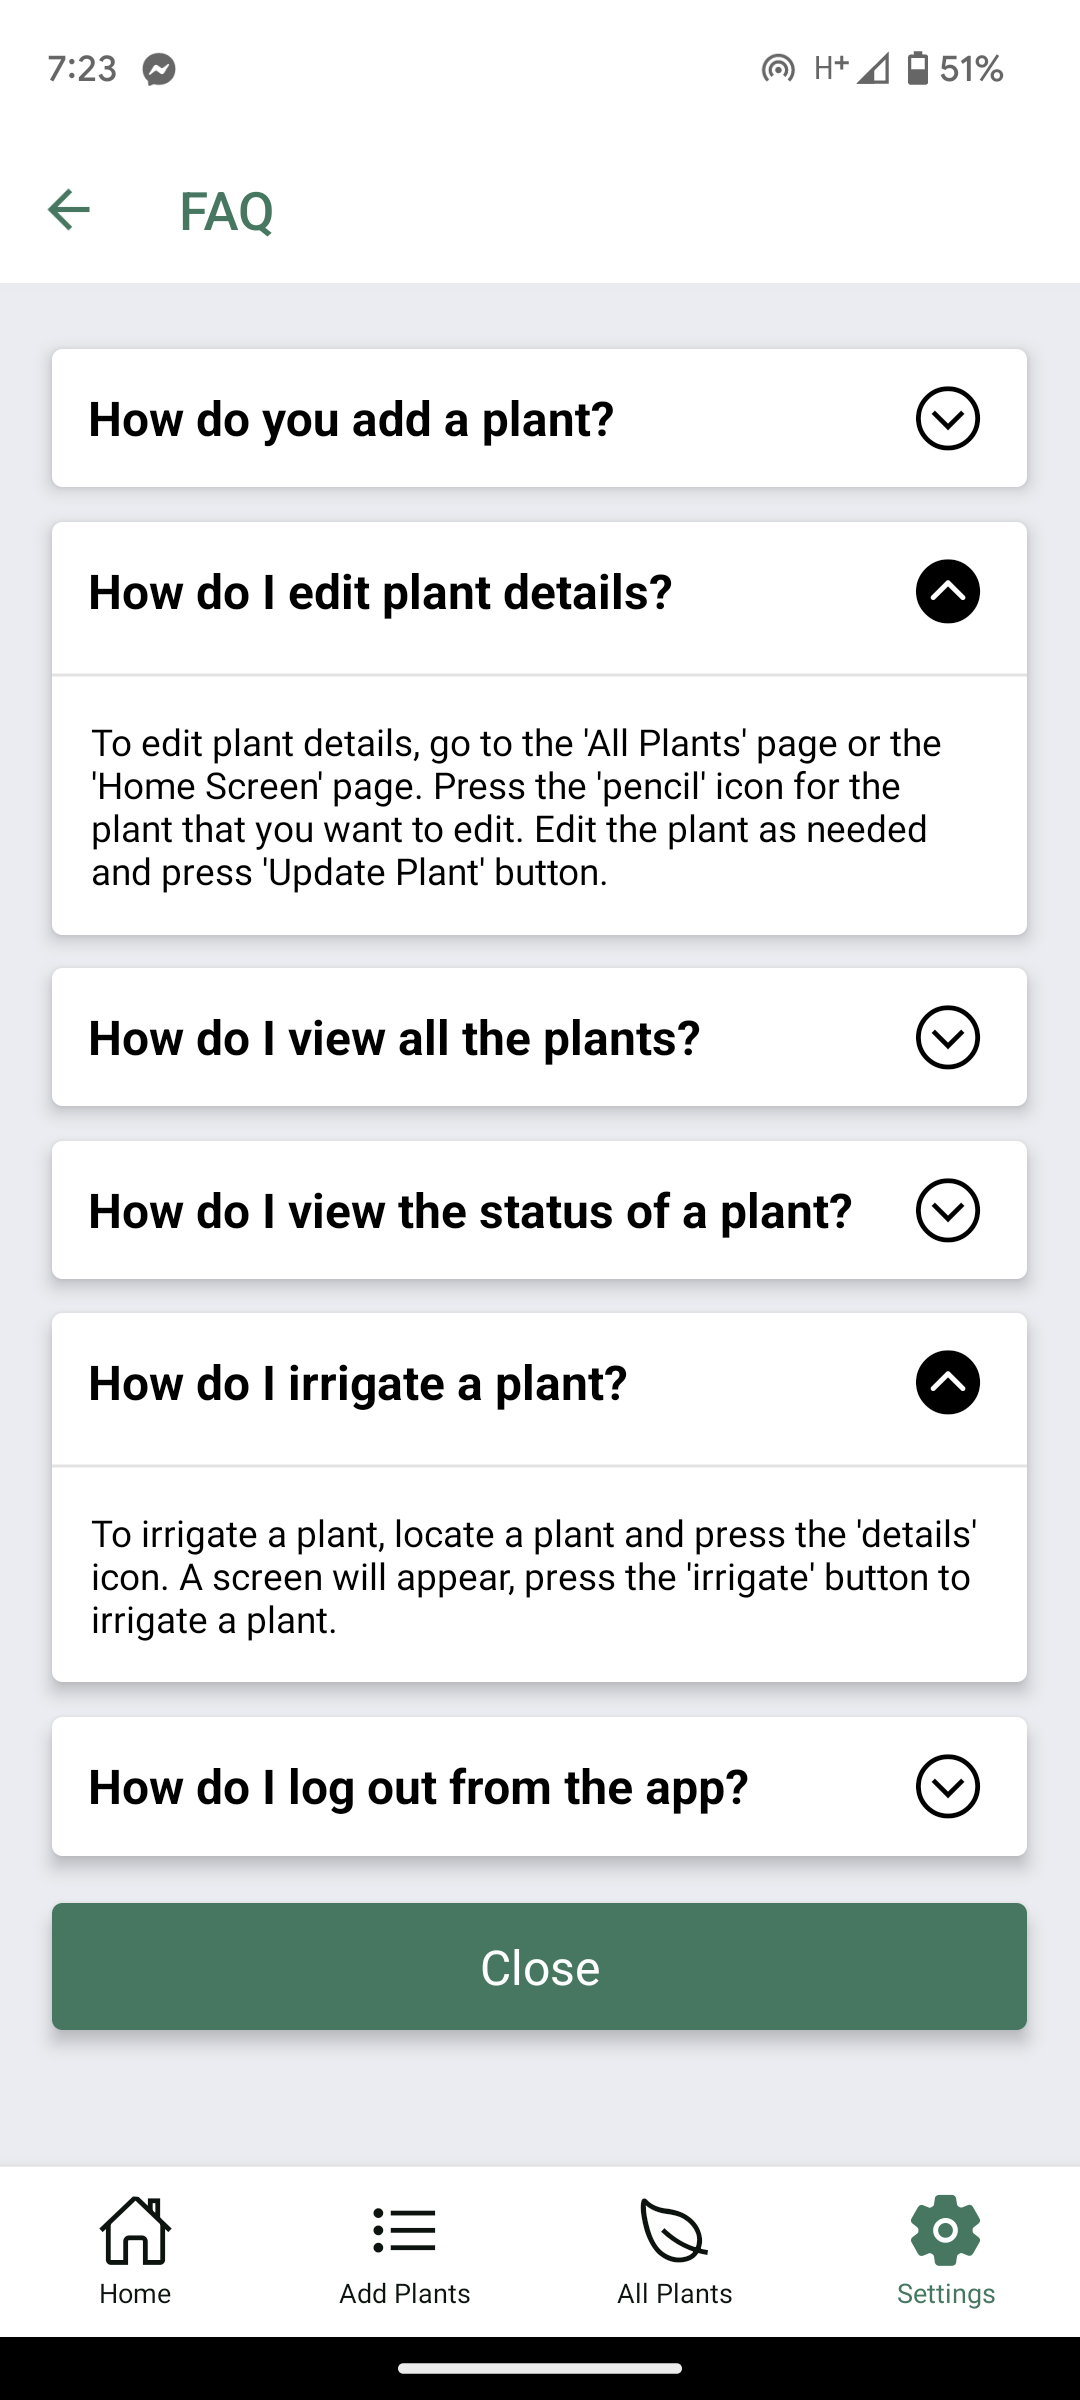 7:23
H+
51%
FAQ
How do you add a plant?
How do I edit plant details?
To edit plant details, go to the 'All Plants' page or the
'Home Screen' page. Press the 'pencil' icon for the
plant that you want to edit. Edit the plant as needed
and press 'Update Plant' button.
How do I view all the plants?
How do I view the status of a plant?
How do I irrigate a plant?
To irrigate a plant, locate a plant and press the 'details'
icon. A screen will appear, press the 'irrigate' button to
irrigate a plant.
How do I log out from the app?
Close
Home
Add Plants
All Plants
Settings